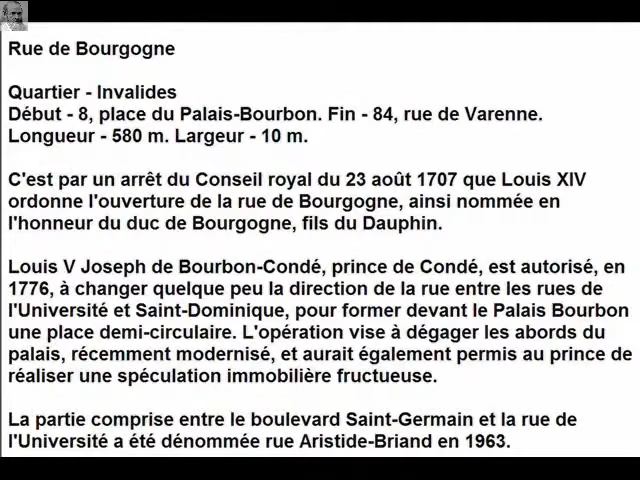 Rue de Bourgogne
Quartier - Invalides
Début - 8, place du Palais-Bourbon. Fin - 84, rue de Varenne.
Longueur - 580 m. Largeur - 10 m.
C'est par un arrêt du Conseil royal du 23 août 1707 que Louis XIV
ordonne l'ouverture de la rue de Bourgogne, ainsi nommée en
l'honneur du duc de Bourgogne, fils du Dauphin.
Louis V Joseph de Bourbon-Condé, prince de Condé, est autorisé, en
1776, à changer quelque peu la direction de la rue entre les rues de
l'Université et Saint-Dominique, pour former devant le Palais Bourbon
une place demi-circulaire. L'opération vise à dégager les abords du
palais, récemment modernisé, et aurait également permis au prince de
réaliser une spéculation immobilière fructueuse.
La partie comprise entre le boulevard Saint-Germain et la rue de
l'Université a été dénommée rue Aristide-Briand en 1963.